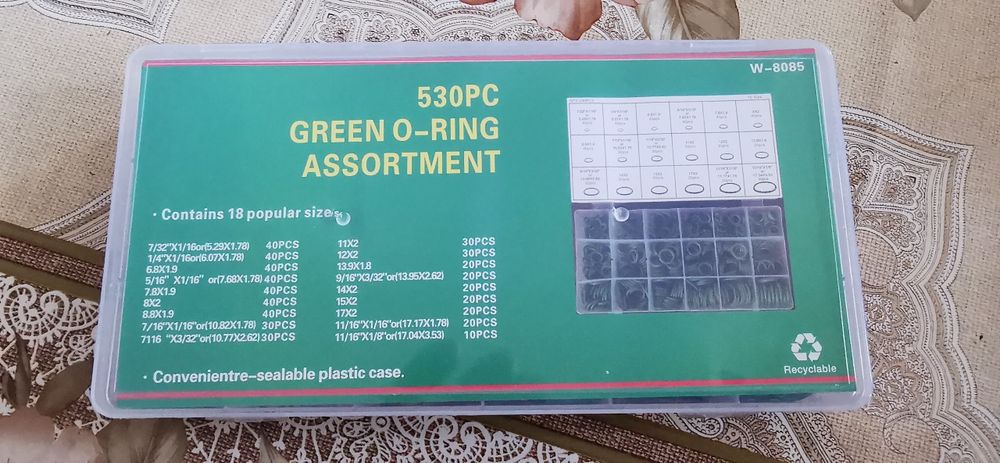 W-8085
530PC
GREEN O-RING
ASSORTMENT
· Contains 18 popular sizes
7/32"X1/16or(5.29X1.78) 40PCS
1/4"X1/16or(6.07X1.78) 40PCS
6.8X1.9 40PCS
5/16" X1/16" or(7.68X1.78) 40PCS
7.8X1.9 40PCS
8X2 40PCS
8.8X1.9 40PCS
7/16"X1/16"or(10.82X1.78) 30PCS
7116 "X3/32"or(10.77X2.62) 30PCS
11X2 30PCS
12X2 30PCS
13.9X1.8 20PCS
9/16"X3/32"or(13.95X2.62) 20PCS
14X2 20PCS
15X2 20PCS
17X2 20PCS
11/16"X1/16"or(17.17X1.78) 20PCS
11/16"X1/8"or(17.04X3.53) 10PCS
· Convenientre-sealable plastic case.
Recyclable